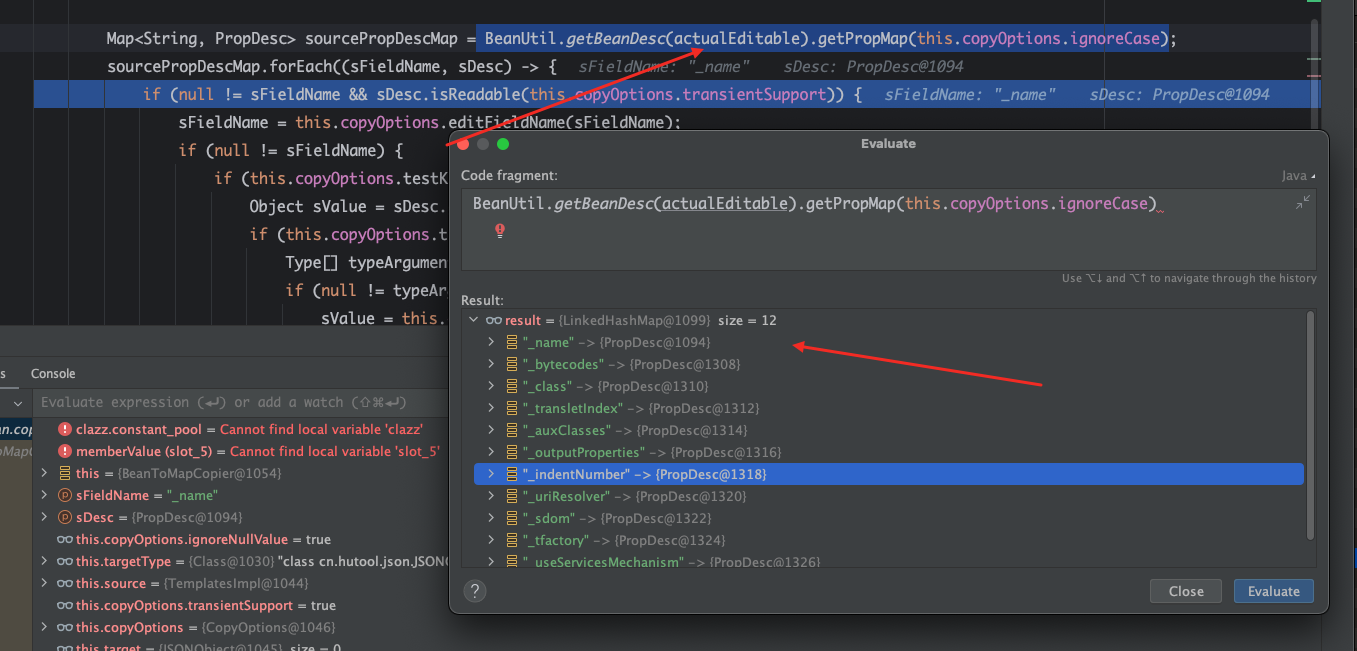 Map<String, PropDesc> sourcePropDescMap = BeanUtil.getBeanDesc(actualEditable).getPropMap(this.copyOptions.ignoreCase);
sourcePropDescMap.forEach((sFieldName, sDesc) -> { sFieldName: "_name" sDesc: PropDesc@1094
if (null != sFieldName && sDesc.isReadable(this.copyOptions.transientSupport)) { sFieldName: "_name" sDesc: PropDesc@1094
sFieldName = this.copyOptions.editFieldName(sFieldName);
if (null != sFieldName) {
if (this.copyOptions.testK
Object sValue = sDesc.
if (this.copyOptions.t
Type[] typeArgumen
if (null != typeAr
sValue = this.
Evaluate
Code fragment:
Java
BeanUtil.getBeanDesc(actualEditable).getPropMap(this.copyOptions.ignoreCase)
Use ⌥↓ and ⌥↑ to navigate through the history
Result:
result = {LinkedHashMap@1099} size = 12
"_name" -> {PropDesc@1094}
"_bytecodes" -> {PropDesc@1308}
"_class" -> {PropDesc@1310}
"_transletIndex" -> {PropDesc@1312}
"_auxClasses" -> {PropDesc@1314}
"_outputProperties" -> {PropDesc@1316}
"_indentNumber" -> {PropDesc@1318}
"_uriResolver" -> {PropDesc@1320}
"_sdom" -> {PropDesc@1322}
"_tfactory" -> {PropDesc@1324}
"_useServicesMechanism" -> {PropDesc@1326}
?
Close
Evaluate
s
Console
Evaluate expression (⏎) or add a watch (⇧⌘⏎)
an.cop
oMapC
clazz.constant_pool = Cannot find local variable 'clazz'
memberValue (slot_5) = Cannot find local variable 'slot_5'
this = {BeanToMapCopier@1054}
sFieldName = "_name"
sDesc = {PropDesc@1094}
this.copyOptions.ignoreNullValue = true
this.targetType = {Class@1030} "class cn.hutool.json.JSONO
this.source = {TemplatesImpl@1044}
this.copyOptions.transientSupport = true
this.copyOptions = {CopyOptions@1046}
this.target = {JSONObject@1045} size = 0